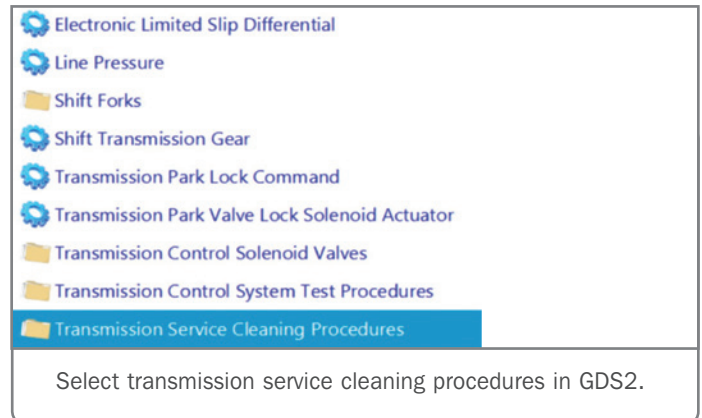 Electronic Limited Slip Differential
Line Pressure
Shift Forks
Shift Transmission Gear
Transmission Park Lock Command
Transmission Park Valve Lock Solenoid Actuator
Transmission Control Solenoid Valves
Transmission Control System Test Procedures
Transmission Service Cleaning Procedures
Select transmission service cleaning procedures in GDS2.